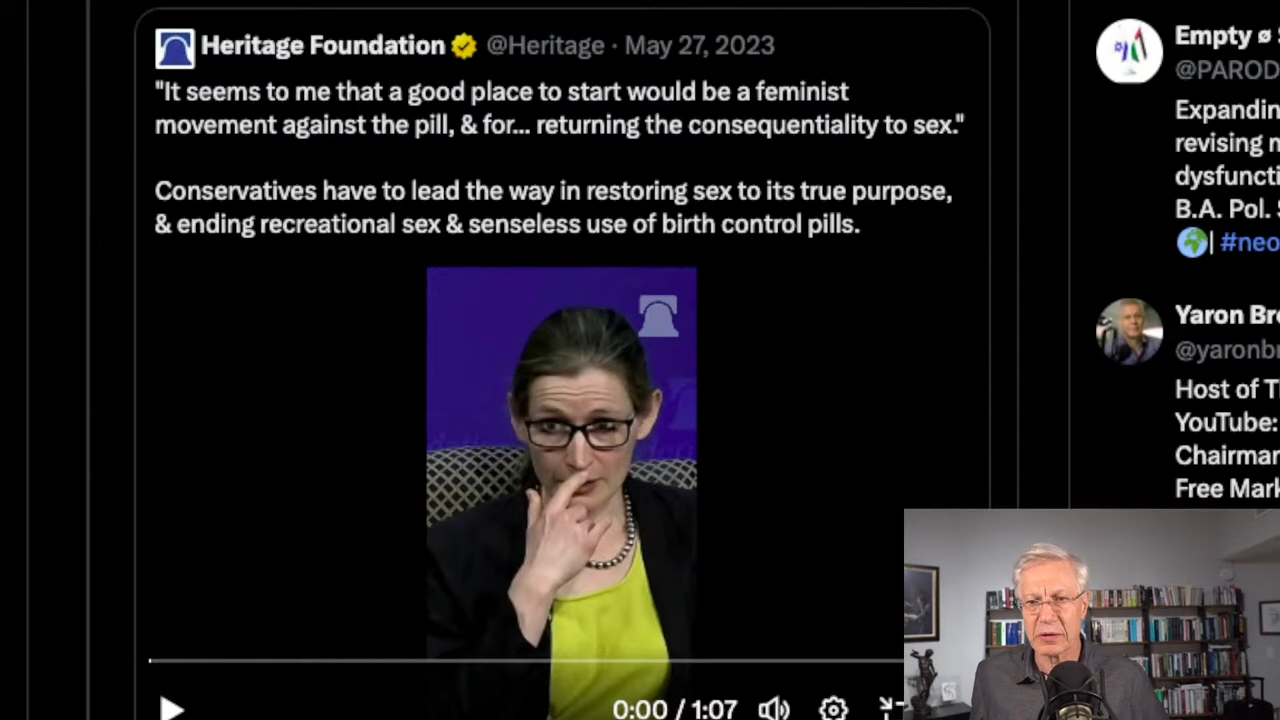 Heritage Foundation @Heritage · May 27, 2023
"It seems to me that a good place to start would be a feminist
movement against the pill, & for... returning the consequentiality to sex."
Conservatives have to lead the way in restoring sex to its true purpose,
& ending recreational sex & senseless use of birth control pills.
0:00 / 1:07
Empty ø
@PAROD
Expandin
revising
dysfuncti
B.A. Pol.
| #neo
Yaron Bro
@yaronbr
Host of T
YouTube:
Chairmar
Free Mark